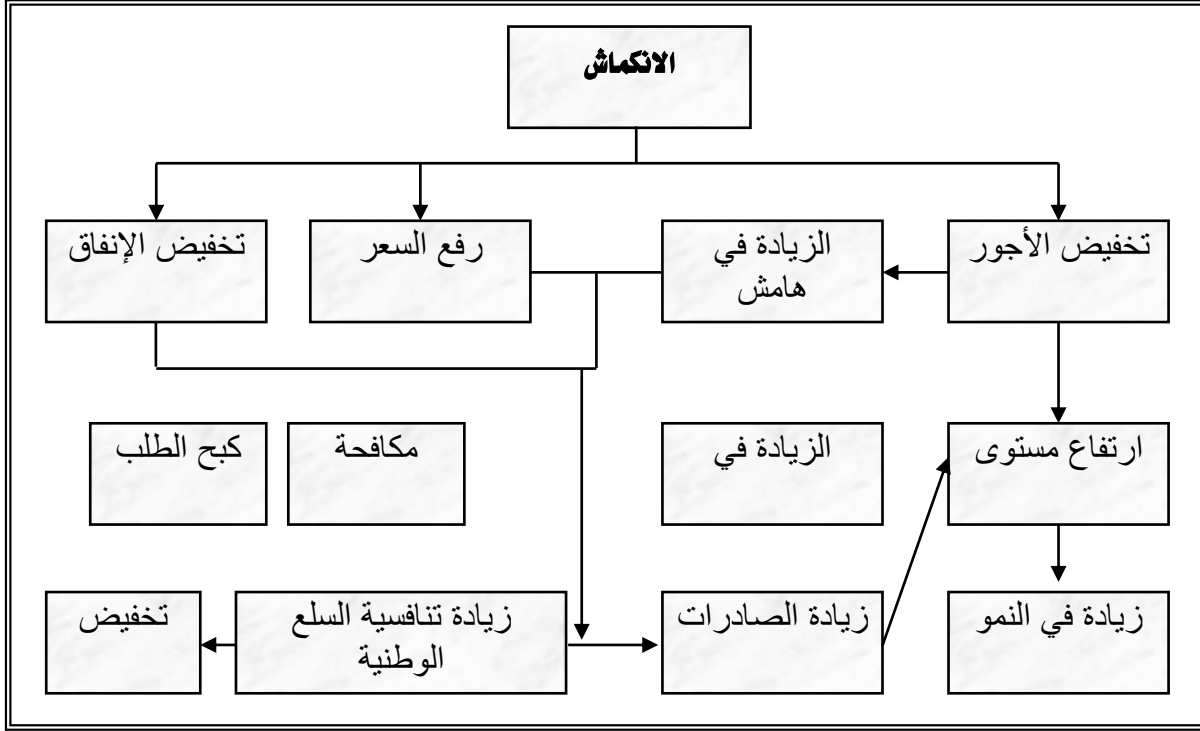 الانكماش
تخفيض الأجور
الزيادة في
هامش
رفع السعر
تخفيض الإنفاق
ارتفاع مستوى
الزيادة في
مكافحة
كبح الطلب
زيادة في النمو
زيادة الصادرات
زيادة تنافسية السلع
الوطنية
تخفيض